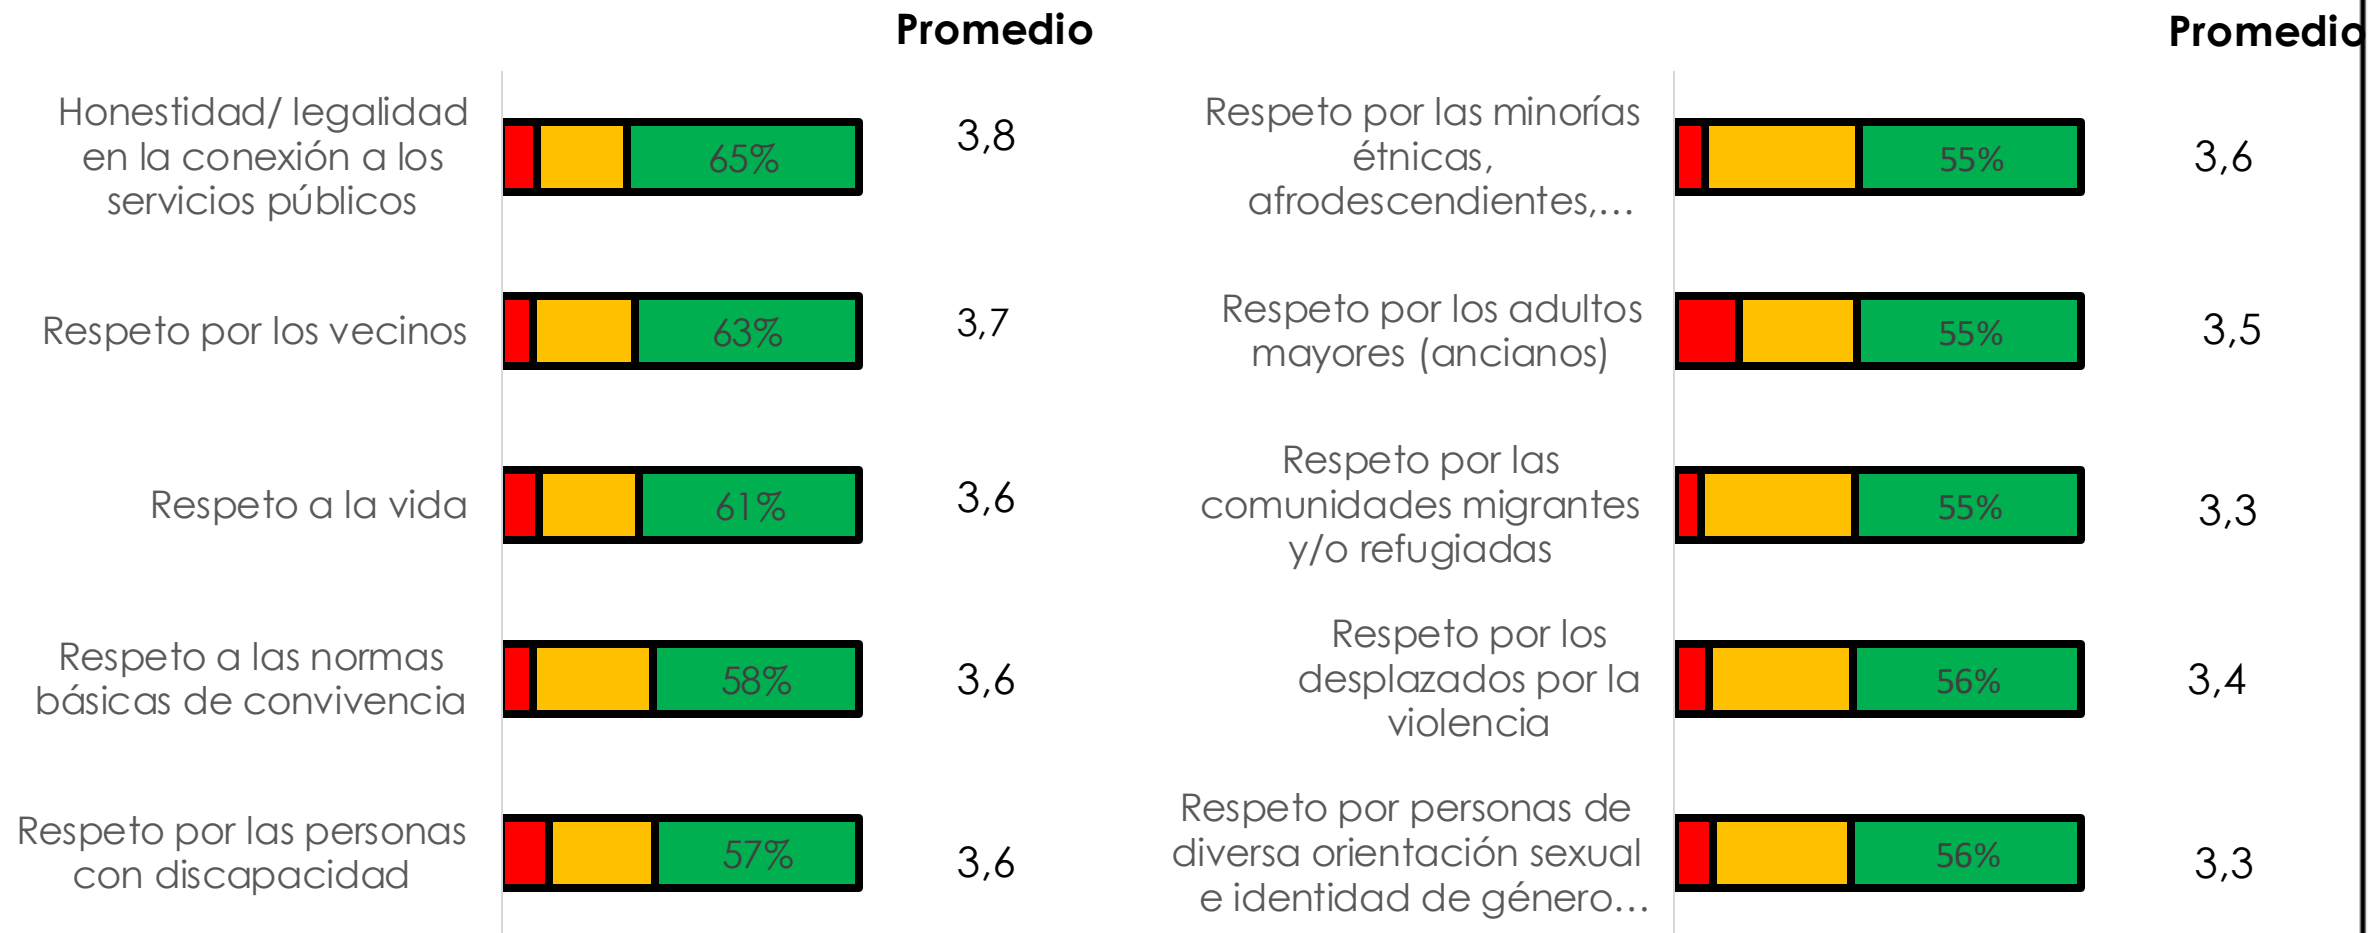 Promedio
Honestidad/ legalidad
en la conexión a los
servicios públicos
65%
3,8
Respeto por los vecinos
63%
3,7
Respeto a la vida
61%
3,6
Respeto a las normas
básicas de convivencia
58%
3,6
Respeto por las personas
con discapacidad
57%
3,6
Promedio
Respeto por las minorías
étnicas,
afrodescendientes,…
55%
3,6
Respeto por los adultos
mayores (ancianos)
55%
3,5
Respeto por las
comunidades migrantes
y/o refugiadas
55%
3,3
Respeto por los
desplazados por la
violencia
56%
3,4
Respeto por personas de
diversa orientación sexual
e identidad de género…
56%
3,3